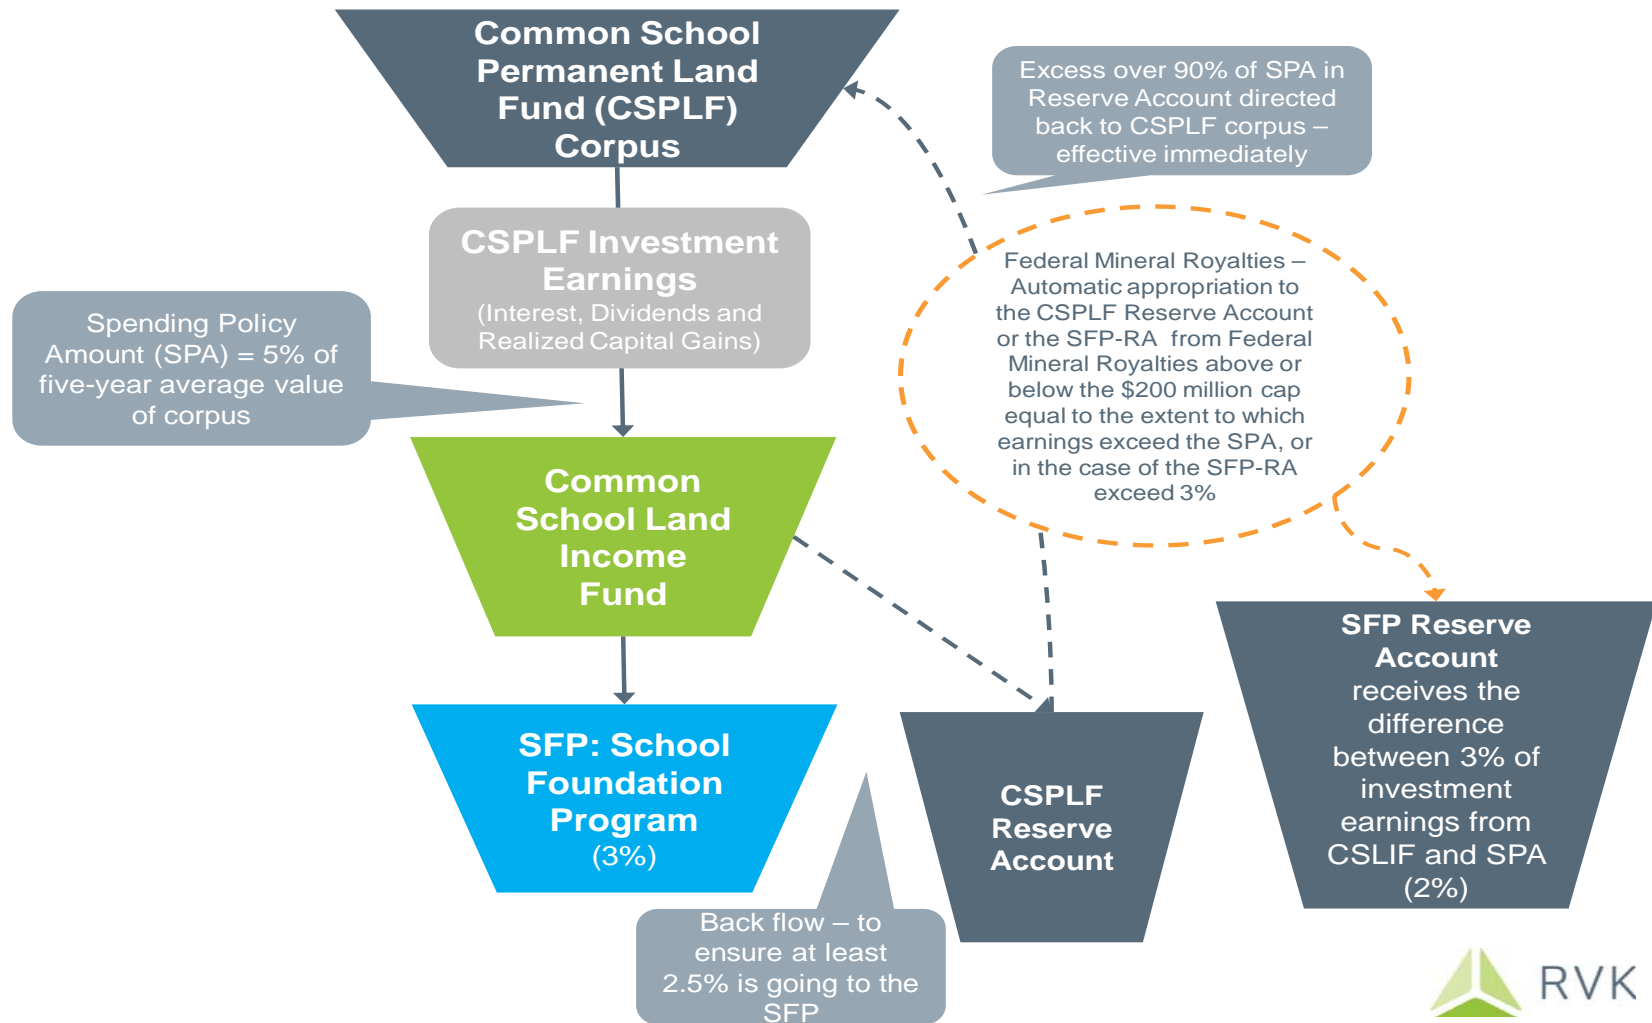 Common School
Permanent Land
Fund (CSPLF)
Corpus
Excess over 90% of SPA in
Reserve Account directed
back to CSPLF corpus –
effective immediately
CSPLF Investment
Earnings
(Interest, Dividends and
Realized Capital Gains)
Spending Policy
Amount (SPA) = 5% of
five-year average value
of corpus
Federal Mineral Royalties –
Automatic appropriation to
the CSPLF Reserve Account
or the SFP-RA from Federal
Mineral Royalties above or
below the $200 million cap
equal to the extent to which
earnings exceed the SPA, or
in the case of the SFP-RA
exceed 3%
Common
School Land
Income
Fund
SFP: School
Foundation
Program
(3%)
CSPLF
Reserve
Account
SFP Reserve
Account
receives the
difference
between 3% of
investment
earnings from
CSLIF and SPA
(2%)
Back flow – to
ensure at least
2.5% is going to the
SFP
RVK